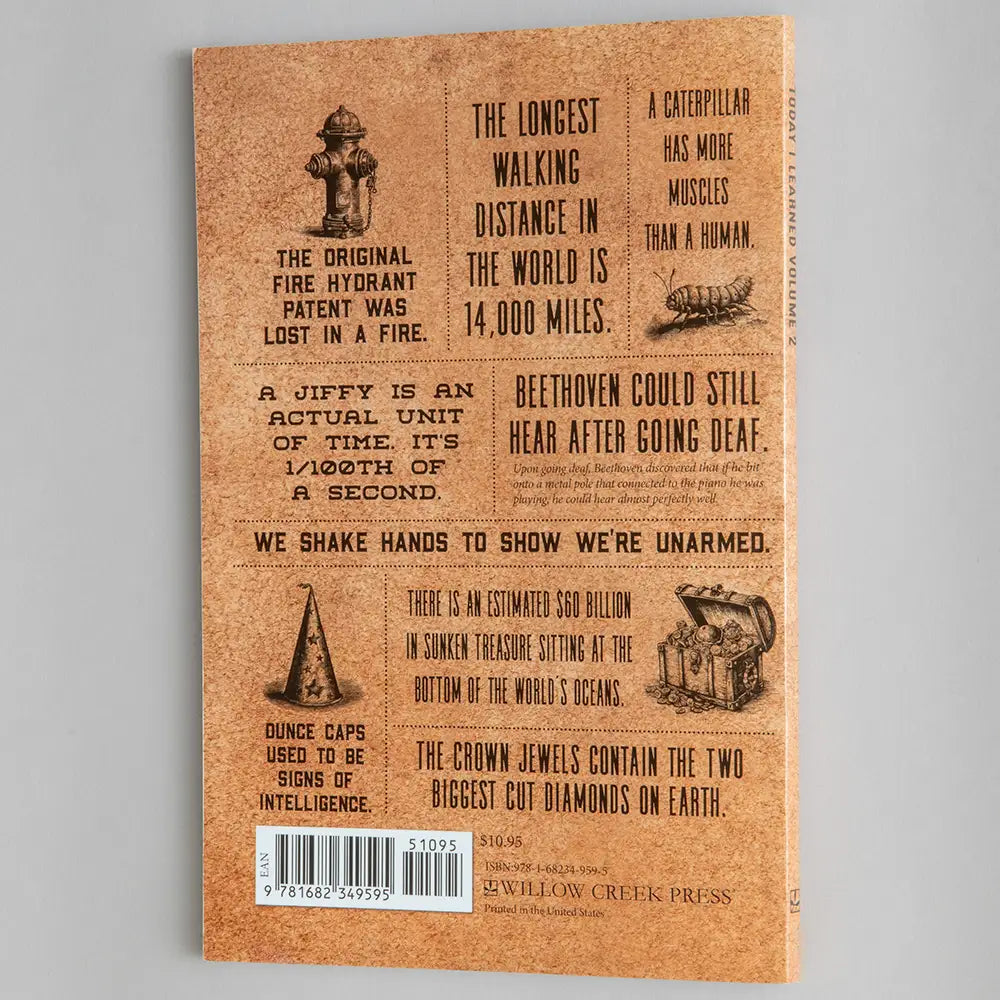 THE ORIGINAL
FIRE HYDRANT
PATENT WAS
LOST IN A FIRE.
THE LONGEST
WALKING
DISTANCE IN
THE WORLD IS
14,000 MILES.
A CATERPILLAR
HAS MORE
MUSCLES
THAN A HUMAN.
A JIFFY IS AN
ACTUAL UNIT
OF TIME. IT'S
1/100TH OF
A SECOND.
BEETHOVEN COULD STILL
HEAR AFTER GOING DEAF.
Upon going deaf, Beethoven discovered that if he bit
onto a metal pole that connected to the piano he was
playing, he could hear almost perfectly well.
WE SHAKE HANDS TO SHOW WE'RE UNARMED.
DUNCE CAPS
USED TO BE
SIGNS OF
INTELLIGENCE.
THERE IS AN ESTIMATED $60 BILLION
IN SUNKEN TREASURE SITTING AT THE
BOTTOM OF THE WORLD'S OCEANS.
THE CROWN JEWELS CONTAIN THE TWO
BIGGEST CUT DIAMONDS ON EARTH.
EAN
51095
9 781682 349595
$10.95
ISBN:978-1-68234-959-5
WILLOW CREEK PRESS
Printed in the United States
TODAY I LEARNED VOLUME 2